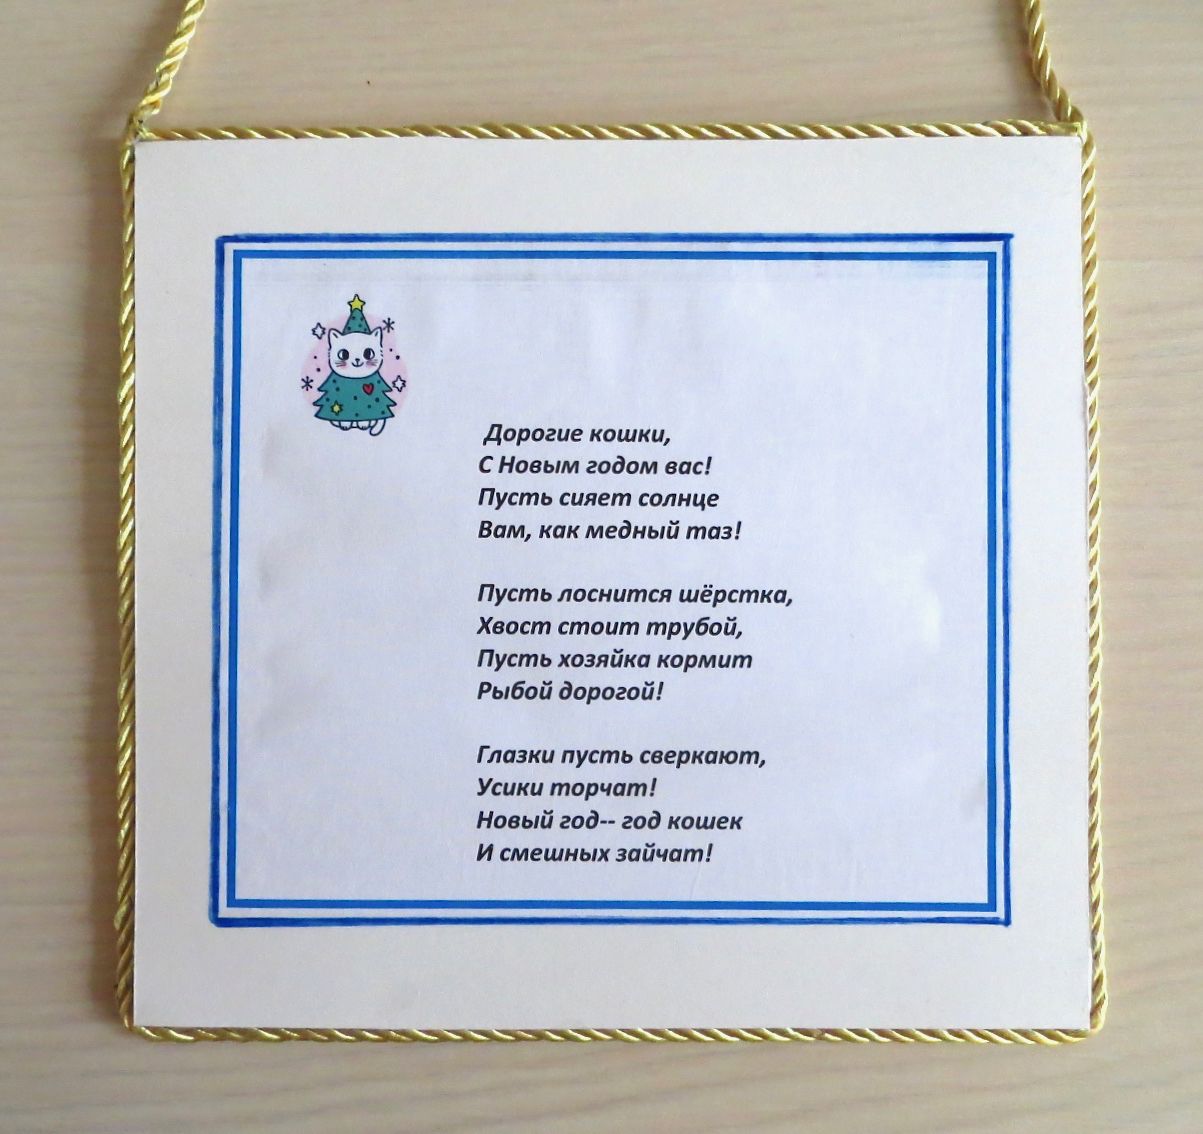 Дорогие кошки,
С Новым годом вас!
Пусть сияет солнце
Вам, как медный таз!
Пусть лоснится шёрстка,
Хвост стоит трубой,
Пусть хозяйка кормит
Рыбой дорогой!
Глазки пусть сверкают,
Усики торчат!
Новый год-- год кошек
И смешных зайчат!